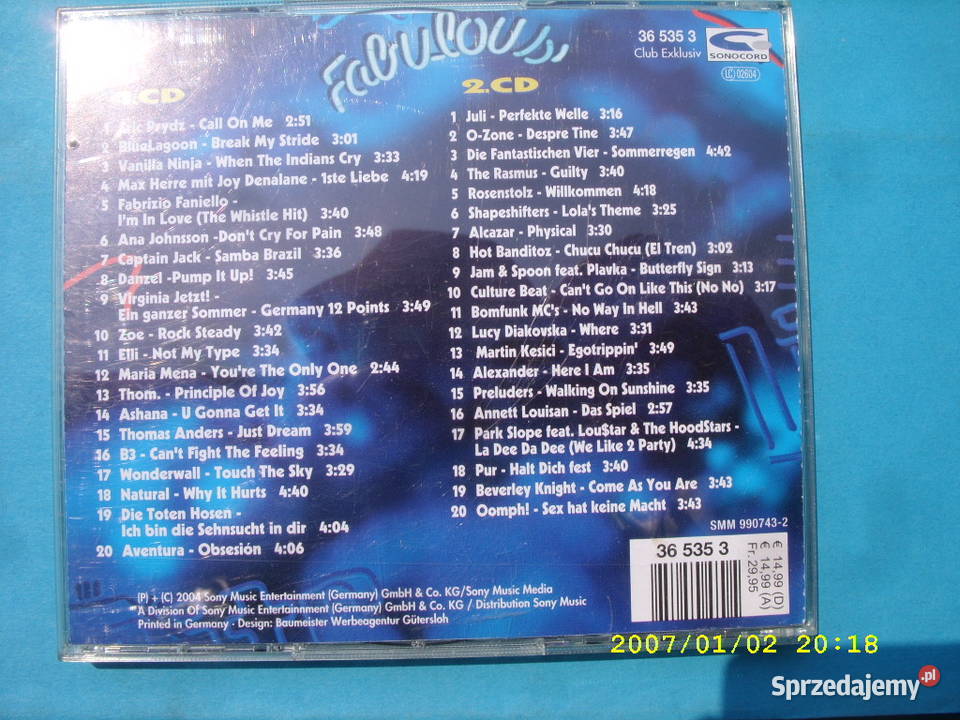 Fabulous
36 535 3
Club Exklusiv
SONOCORD
LC 02604
1.CD
1 Eric Prydz - Call On Me 2:51
2 BlueLagoon - Break My Stride 3:01
3 Vanilla Ninja - When The Indians Cry 3:33
4 Max Herre mit Joy Denalane - 1ste Liebe 4:19
5 Fabrizio Faniello -
I'm In Love (The Whistle Hit) 3:40
6 Ana Johnsson -Don't Cry For Pain 3:48
7 Captain Jack - Samba Brazil 3:36
8 Danzel -Pump It Up! 3:45
9 Virginia Jetzt! -
Ein ganzer Sommer - Germany 12 Points 3:49
10 Zoe - Rock Steady 3:42
11 Elli - Not My Type 3:34
12 Maria Mena - You're The Only One 2:44
13 Thom. - Principle Of Joy 3:56
14 Ashana - U Gonna Get It 3:34
15 Thomas Anders - Just Dream 3:59
16 B3 - Can't Fight The Feeling 3:34
17 Wonderwall - Touch The Sky 3:29
18 Natural - Why It Hurts 4:40
19 Die Toten Hosen -
Ich bin die Sehnsucht in dir 4:04
20 Aventura - Obsesión 4:06
2.CD
1 Juli - Perfekte Welle 3:16
2 O-Zone - Despre Tine 3:47
3 Die Fantastischen Vier - Sommerregen 4:42
4 The Rasmus - Guilty 3:40
5 Rosenstolz - Willkommen 4:18
6 Shapeshifters - Lola's Theme 3:25
7 Alcazar - Physical 3:30
8 Hot Banditoz - Chucu Chucu (El Tren) 3:02
9 Jam & Spoon feat. Plavka - Butterfly Sign 3:13
10 Culture Beat - Can't Go On Like This (No No) 3:17
11 Bomfunk MC's - No Way In Hell 3:43
12 Lucy Diakovska - Where 3:31
13 Martin Kesici - Egotrippin' 3:49
14 Alexander - Here I Am 3:35
15 Preluders - Walking On Sunshine 3:35
16 Annett Louisan - Das Spiel 2:57
17 Park Slope feat. Lou$tar & The HoodStars -
La Dee Da Dee (We Like 2 Party) 4:34
18 Pur - Halt Dich fest 3:40
19 Beverley Knight - Come As You Are 3:43
20 Oomph! - Sex hat keine Macht 3:43
SMM 990743-2
36 535 3
€ 14,99 (D)
€ 14,99 (A)
Fr. 29,95
(P) + (C) 2004 Sony Music Entertainment (Germany) GmbH & Co. KG/Sony Music Media
A Division Of Sony Music Entertainnment (Germany) GmbH & Co. KG / Distribution Sony Music
Printed in Germany · Design: Baumeister Werbeagentur Gütersloh
2007/01/02 20:18
Sprzedajemy.pl